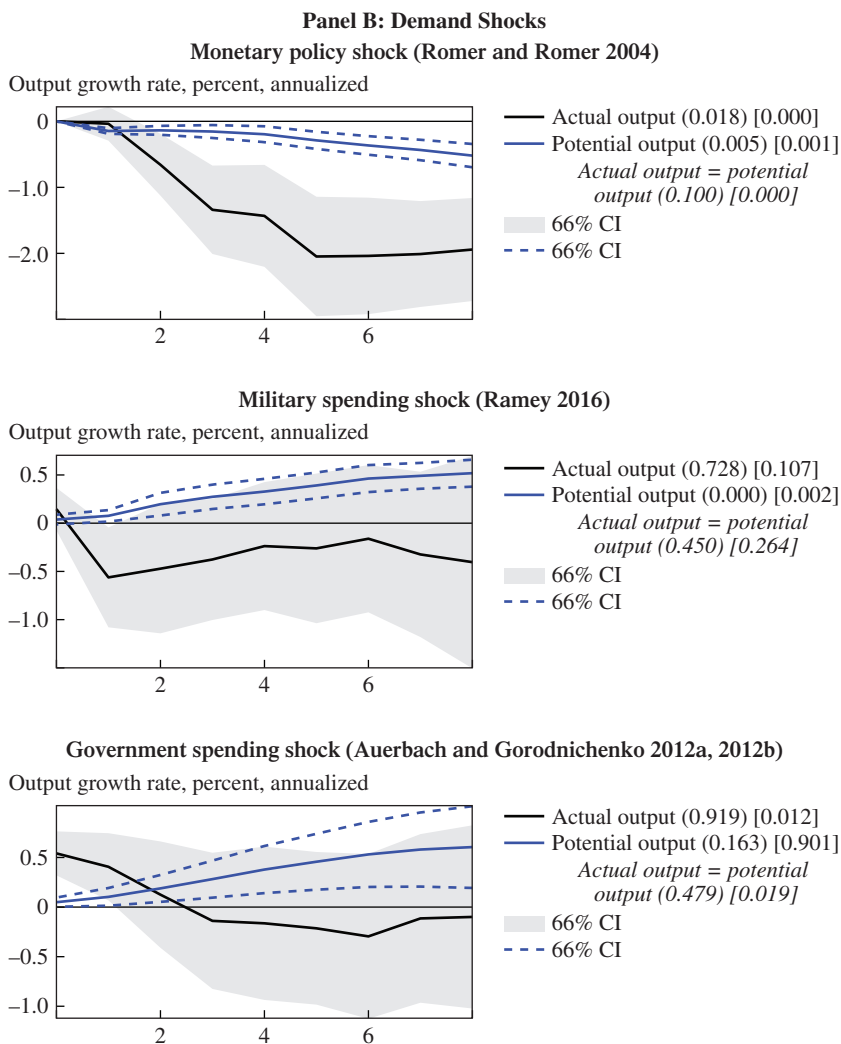 Panel B: Demand Shocks
Monetary policy shock (Romer and Romer 2004)
Output growth rate, percent, annualized
0
–1.0
–2.0
2
4
6
Actual output (0.018) [0.000]
Potential output (0.005) [0.001]
Actual output = potential
output (0.100) [0.000]
66% CI
66% CI
Military spending shock (Ramey 2016)
Output growth rate, percent, annualized
0.5
0
–0.5
–1.0
2
4
6
Actual output (0.728) [0.107]
Potential output (0.000) [0.002]
Actual output = potential
output (0.450) [0.264]
66% CI
66% CI
Government spending shock (Auerbach and Gorodnichenko 2012a, 2012b)
Output growth rate, percent, annualized
0.5
0
–0.5
–1.0
2
4
6
Actual output (0.919) [0.012]
Potential output (0.163) [0.901]
Actual output = potential
output (0.479) [0.019]
66% CI
66% CI